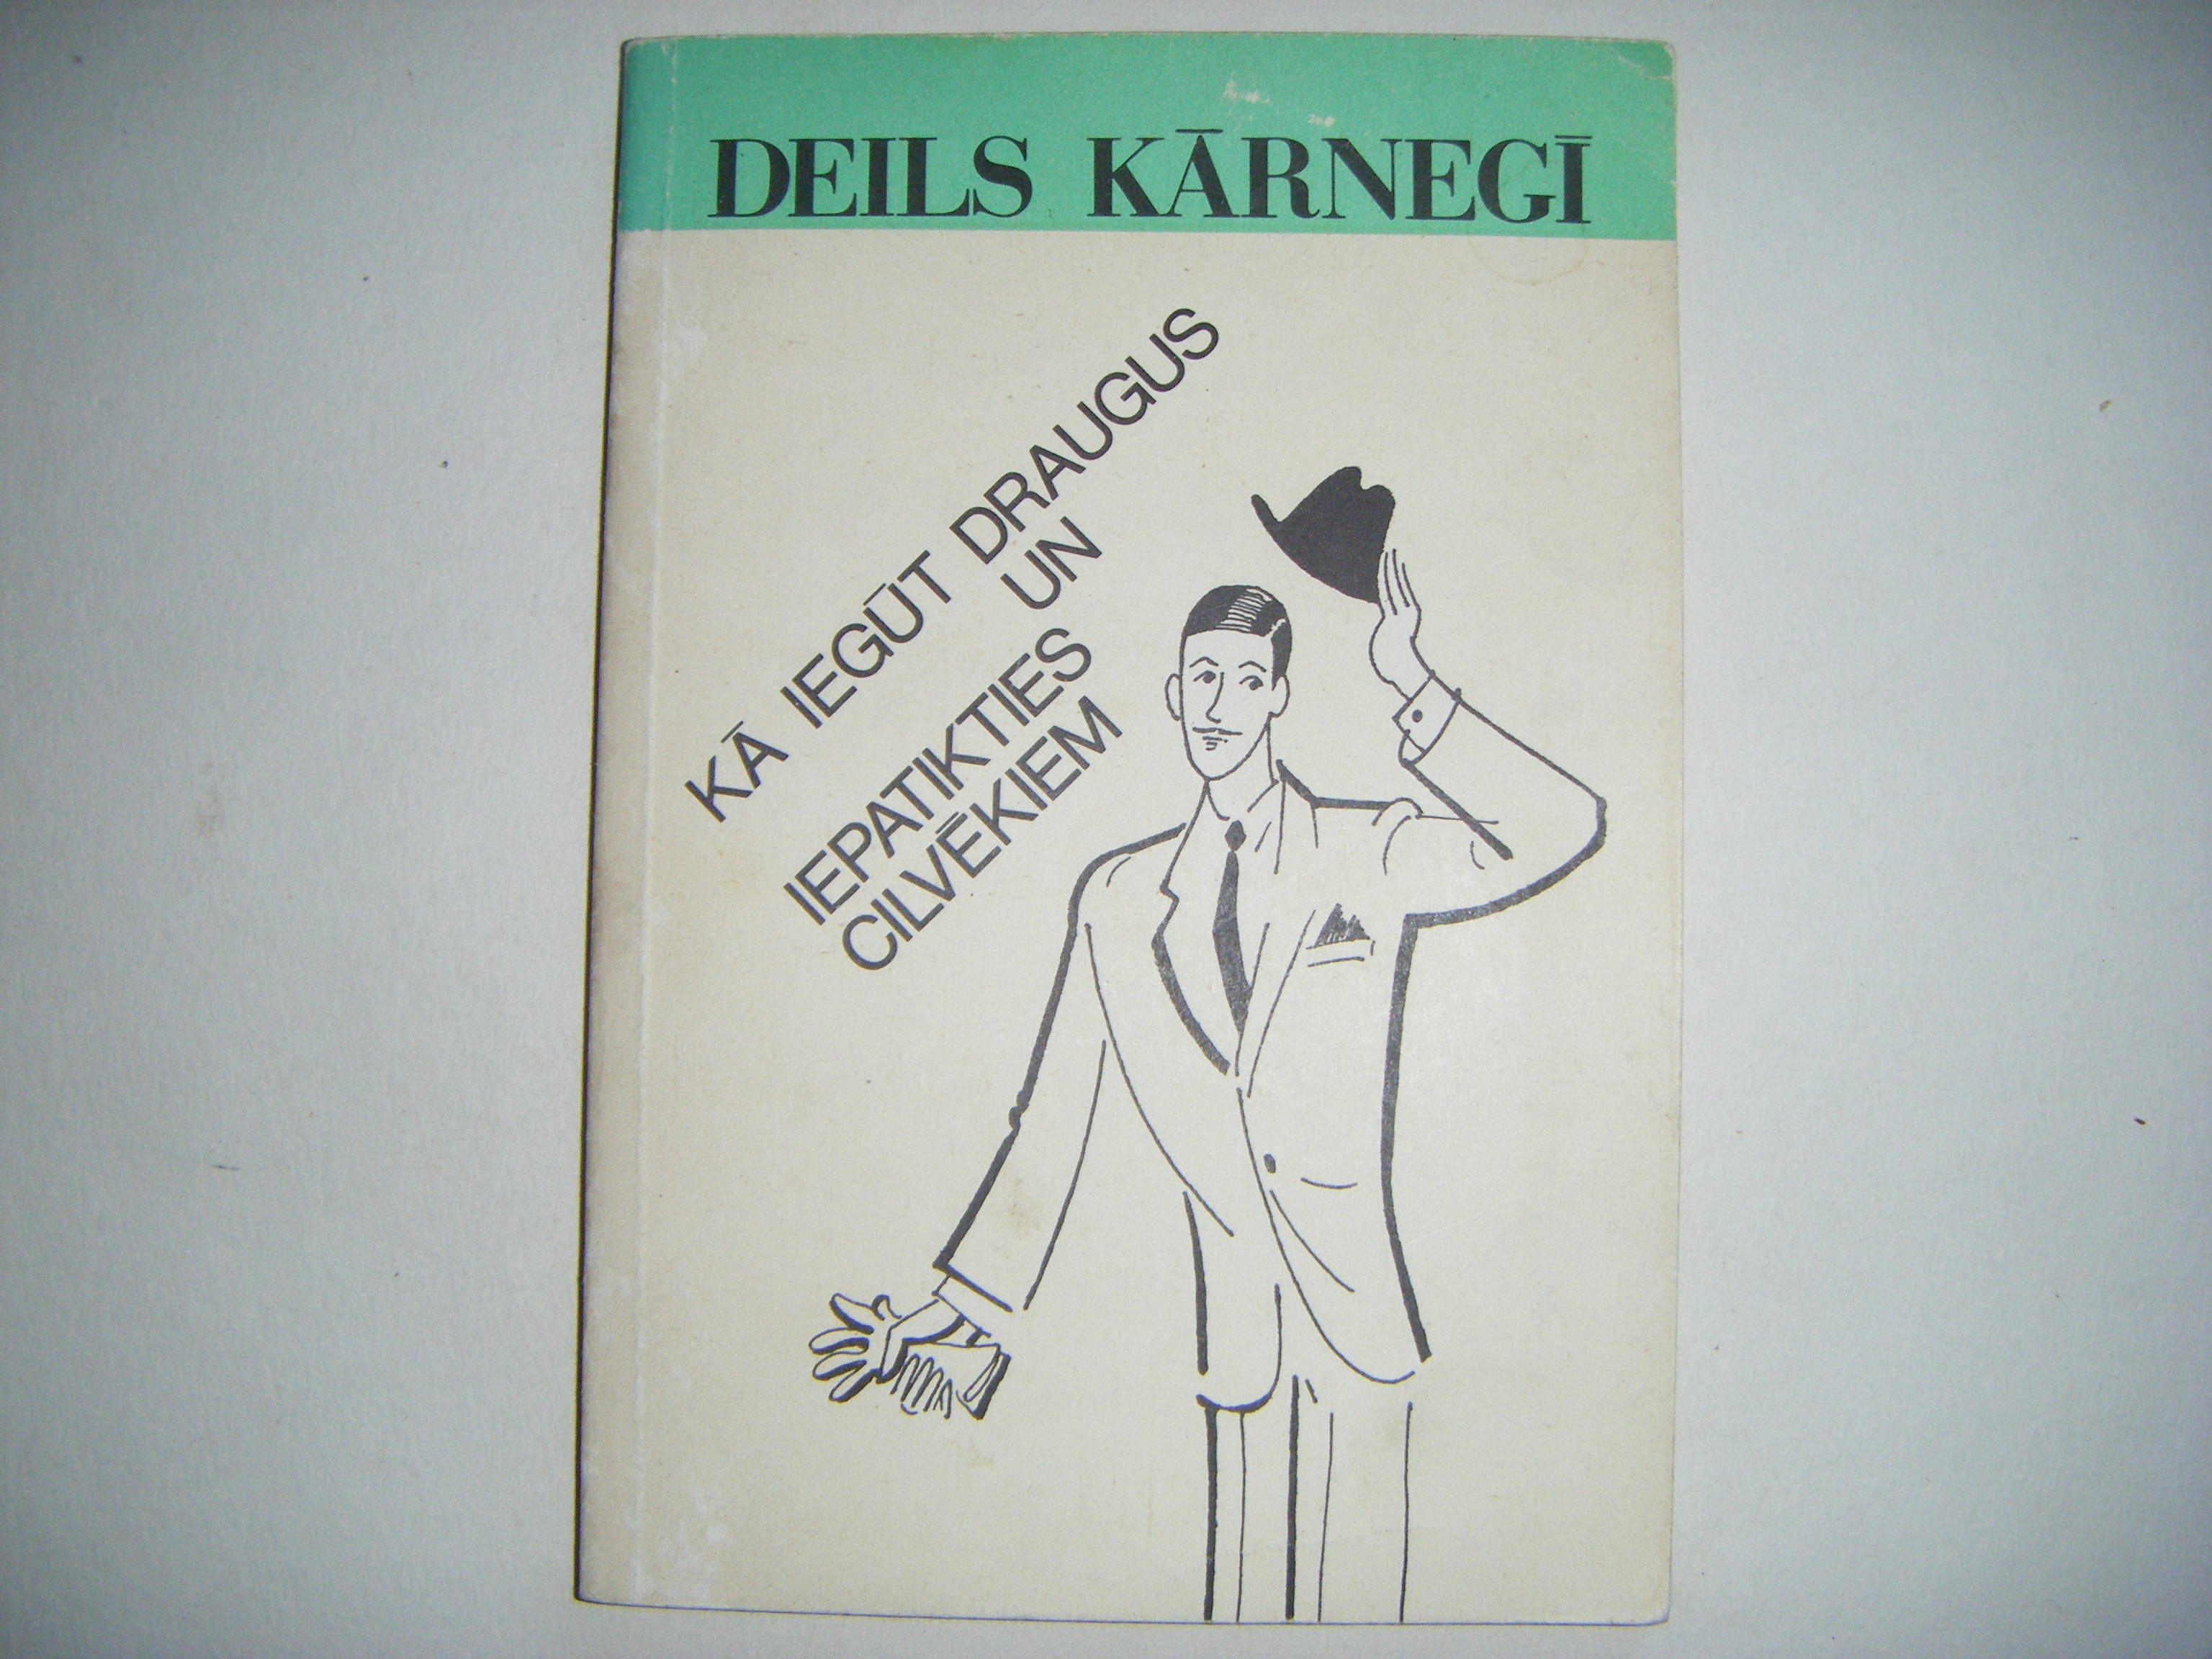 DEILS KĀRNEGĪ
KĀ IEGŪT DRAUGUS
UN
IEPATIKTIES
CILVĒKIEM